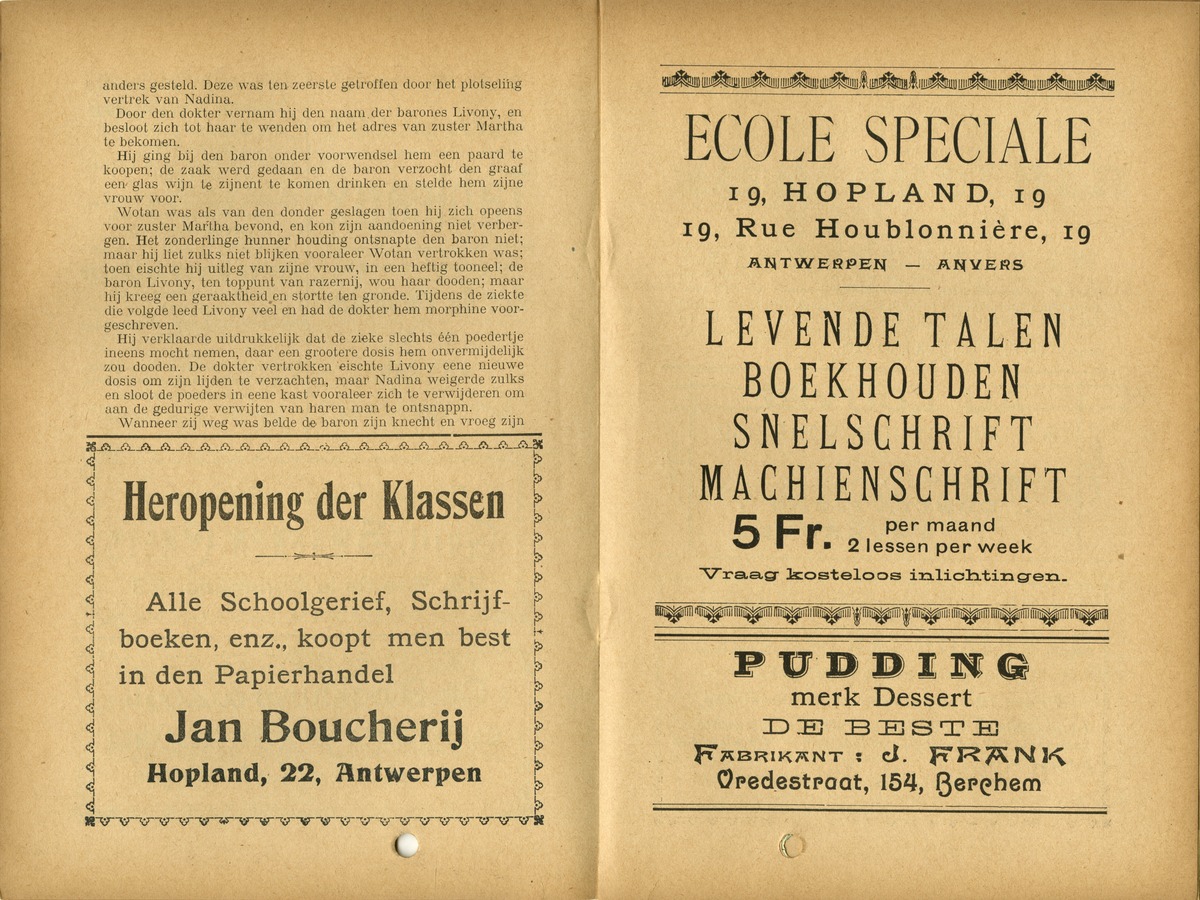 anders gesteld. Deze was ten zeerste getroffen door het plotseling
vertrek van Nadina.
Door den dokter vernam hij den naam der barones Livony, en
besloot zich tot haar te wenden om het adres van zuster Martha
te bekomen.
Hij ging bij den baron onder voorwendsel hem een paard te
koopen; de zaak werd gedaan en de baron verzocht den graaf
een glas wijn te zijnent te komen drinken en stelde hem zijne
vrouw voor.
Wotan was als van den donder geslagen toen hij zich opeens
voor zuster Martha bevond, en kon zijn aandoening niet verber-
gen. Het zonderlinge hunner houding ontsnapte den baron niet;
maar hij liet zulks niet blijken vooraleer Wotan vertrokken was;
toen eischte hij uitleg van zijne vrouw, in een heftig tooneel; de
baron Livony, ten toppunt van razernij, wou haar dooden; maar
hij kreeg een geraaktheid en stortte ten gronde. Tijdens de ziekte
die volgde leed Livony veel en had de dokter hem morphine voor-
geschreven.
Hij verklaarde uitdrukkelijk dat de zieke slechts één poedertje
ineens mocht nemen, daar een grootere dosis hem onvermijdelijk
zou dooden. De dokter vertrokken eischte Livony eene nieuwe
dosis om zijn lijden te verzachten, maar Nadina weigerde zulks
en sloot de poeders in eene kast vooraleer zich te verwijderen om
aan de gedurige verwijten van haren man te ontsnappn.
Wanneer zij weg was belde de baron zijn knecht en vroeg zijn
Heropening der Klassen
Alle Schoolgerief, Schrijf-
boeken, enz., koopt men best
in den Papierhandel
Jan Boucherij
Hopland, 22, Antwerpen
ECOLE SPECIALE
19, HOPLAND, 19
19, Rue Houblonnière, 19
ANTWERPEN — ANVERS
LEVENDE TALEN
BOEKHOUDEN
SNELSCHRIFT
MACHIENSCHRIFT
5 Fr. per maand
2 lessen per week
Vraag kosteloos inlichtingen.
PUDDING
merk Dessert
DE BESTE
FABRIKANT : J. FRANK
Vredestraat, 154, Berchem